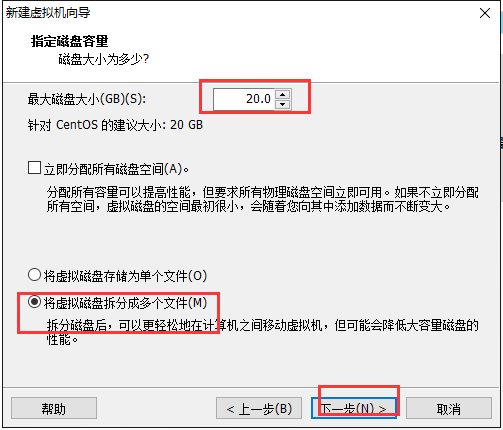 新建虚拟机向导
指定磁盘容量
磁盘大小为多少?
最大磁盘大小(GB)(S): 20.0
针对 CentOS 的建议大小: 20 GB
立即分配所有磁盘空间(A)。
分配所有容量可以提高性能，但要求所有物理磁盘空间立即可用。如果不立即分配
所有空间，虚拟磁盘的空间最初很小，会随着您向其中添加数据而不断变大。
将虚拟磁盘存储为单个文件(O)
将虚拟磁盘拆分成多个文件(M)
拆分磁盘后，可以更轻松地在计算机之间移动虚拟机，但可能会降低大容量磁盘的
性能。
帮助 < 上一步(B) 下一步(N) > 取消